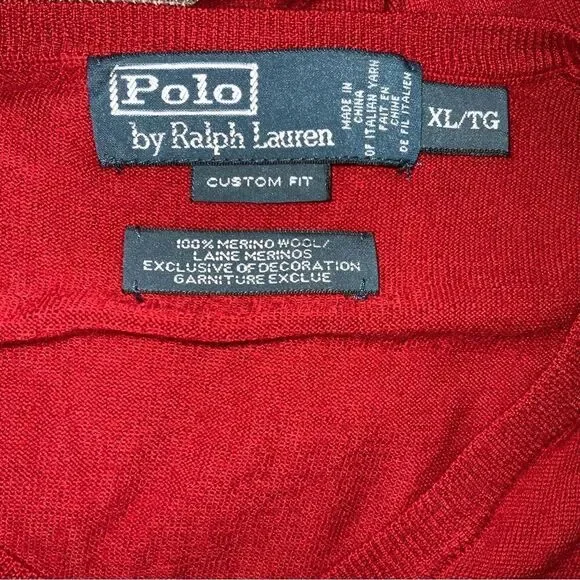 Polo
by Ralph Lauren
MADE IN
CHINA
OF ITALIAN YARN
FAIT EN
CHINE
DE FIL ITALIEN
XL/TG
CUSTOM FIT
100% MERINO WOOL/
LAINE MERINOS
EXCLUSIVE OF DECORATION
GARNITURE EXCLUE